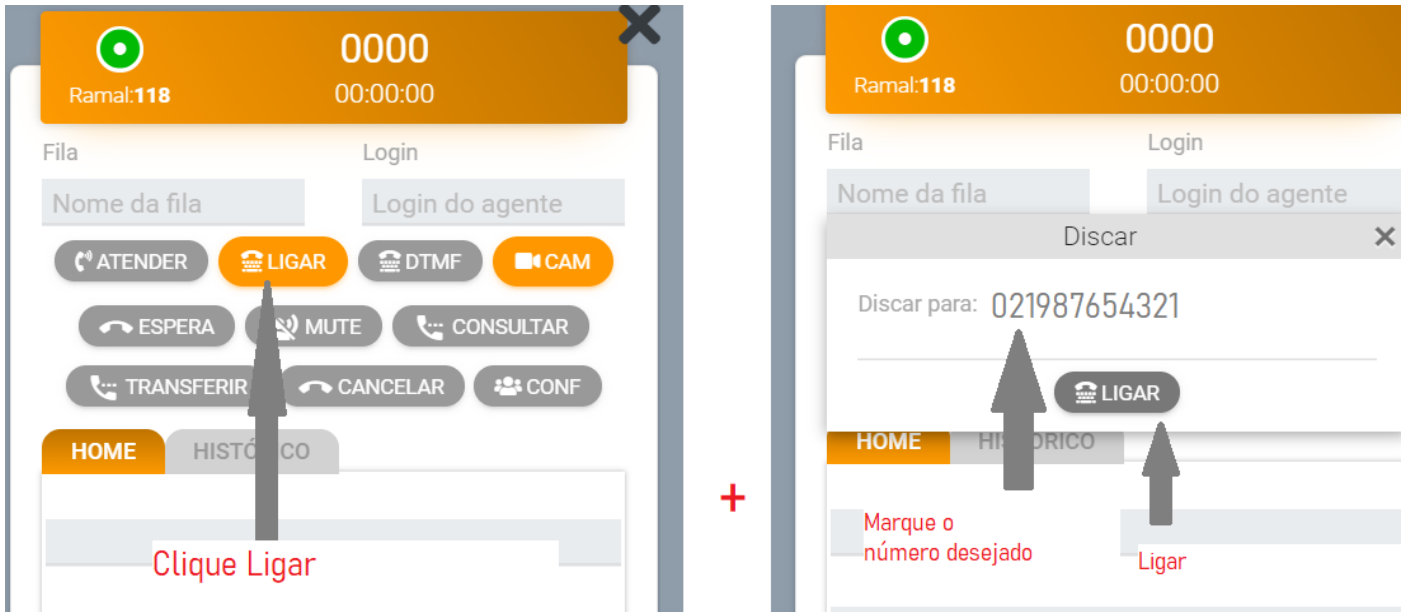 0000
Ramal:118
00:00:00
Fila
Login
Nome da fila
Login do agente
ATENDER
LIGAR
DTMF
CAM
ESPERA
MUTE
CONSULTAR
TRANSFERIR
CANCELAR
CONF
HOME
Clique Ligar
+
0000
Ramal:118
00:00:00
Fila
Login
Nome da fila
Login do agente
Discar
Discar para: 021987654321
LIGAR
HOME
Marque o
número desejado
Ligar